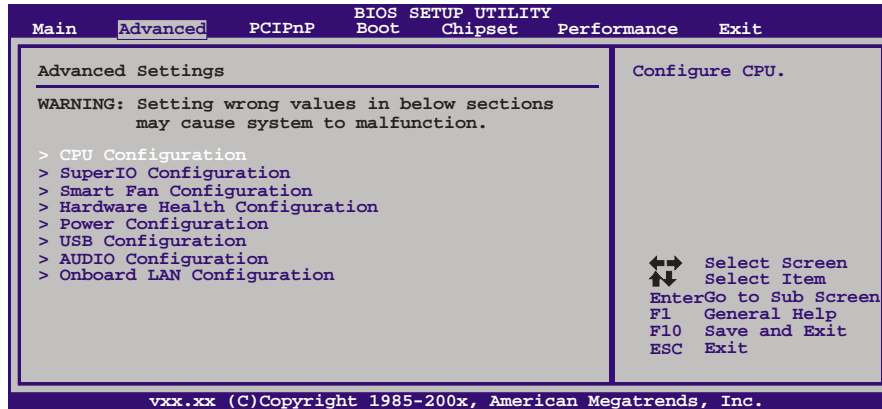 BIOS SETUP UTILITY
Main Advanced PCIPnP Boot Chipset Performance Exit
Advanced Settings
WARNING: Setting wrong values in below sections
may cause system to malfunction.
> CPU Configuration
> SuperIO Configuration
> Smart Fan Configuration
> Hardware Health Configuration
> Power Configuration
> USB Configuration
> AUDIO Configuration
> Onboard LAN Configuration
Configure CPU.
Select Screen
Select Item
Enter Go to Sub Screen
F1 General Help
F10 Save and Exit
ESC Exit
vxx.xx (C)Copyright 1985-200x, American Megatrends, Inc.